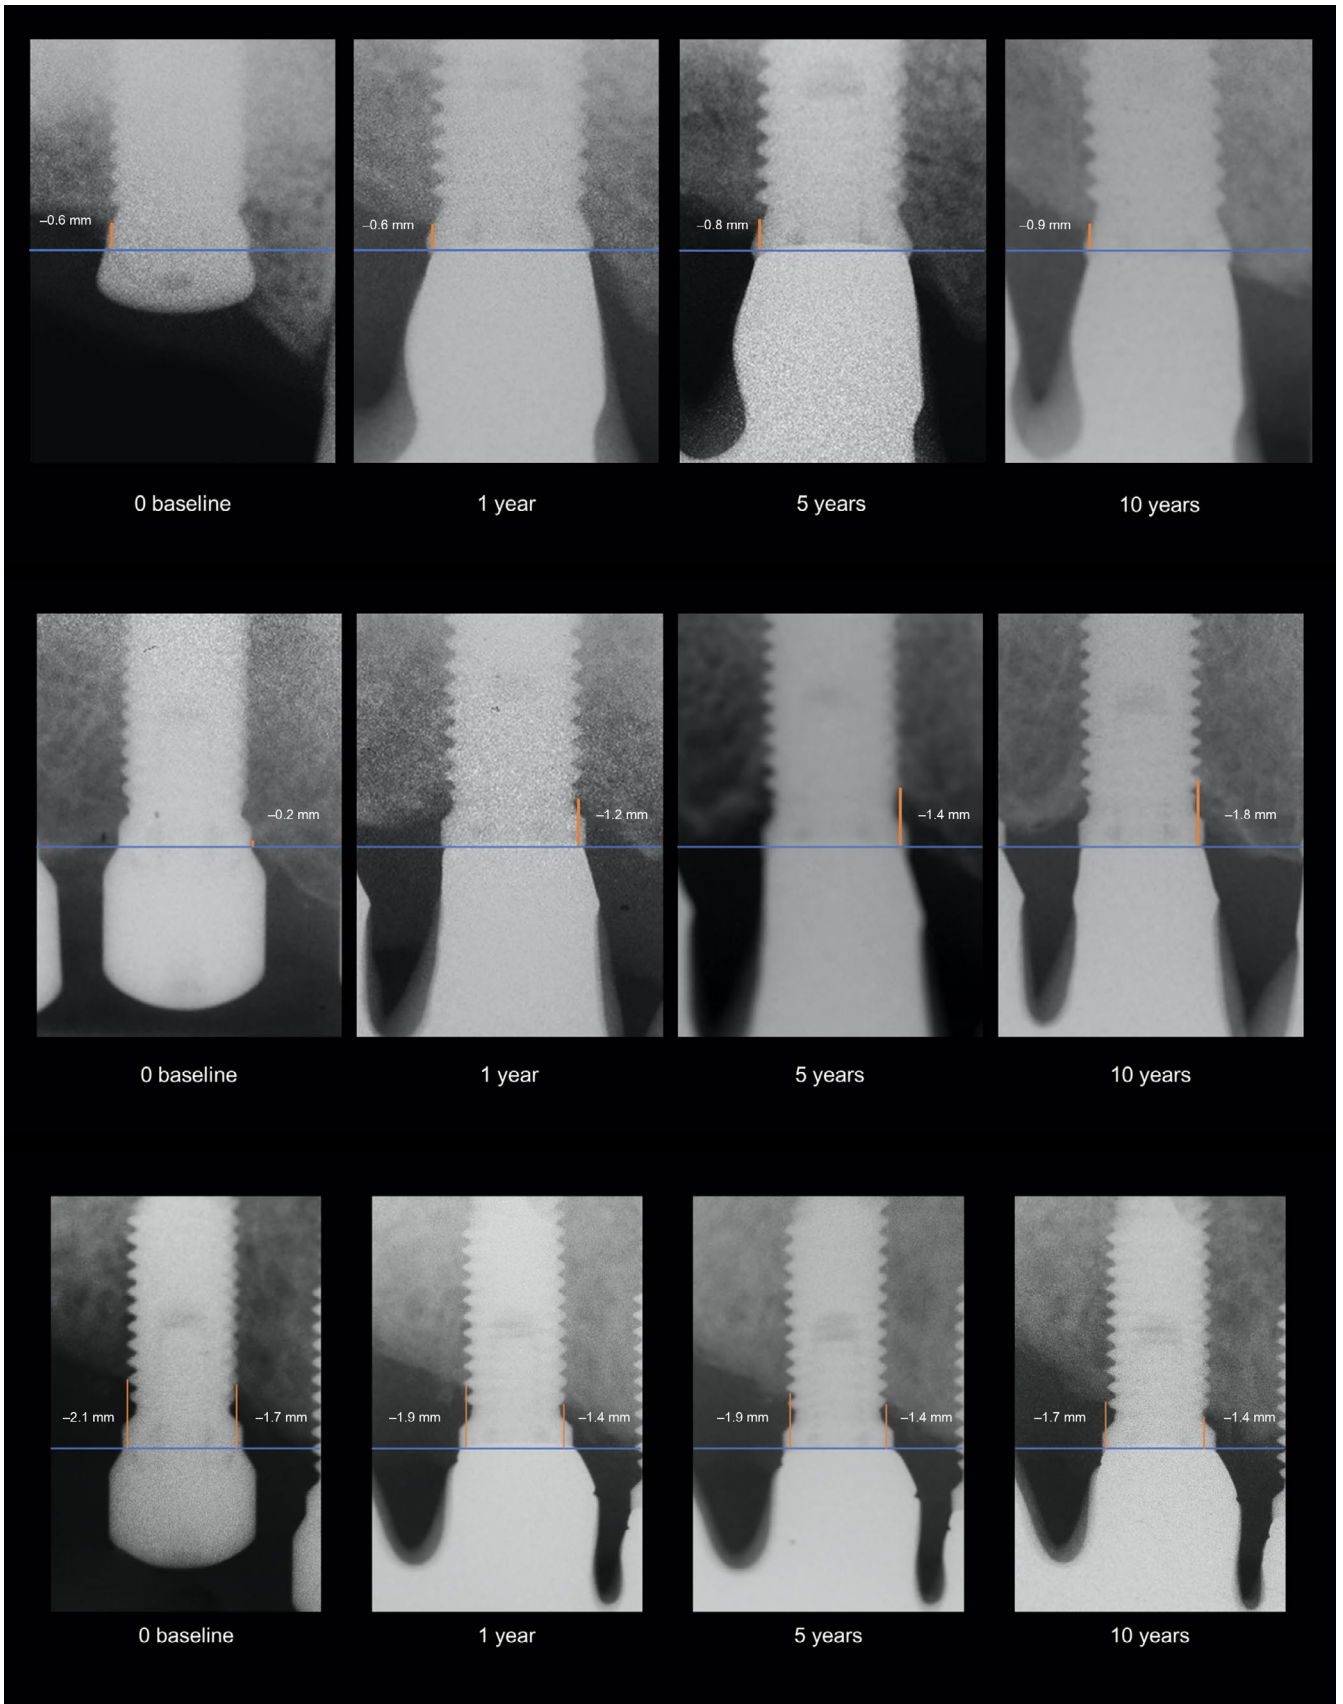 –0.6 mm
–0.6 mm
–0.8 mm
–0.9 mm
0 baseline
1 year
5 years
10 years
–0.2 mm
–1.2 mm
–1.4 mm
–1.8 mm
0 baseline
1 year
5 years
10 years
–2.1 mm
–1.7 mm
–1.9 mm
–1.4 mm
–1.9 mm
–1.4 mm
–1.7 mm
–1.4 mm
0 baseline
1 year
5 years
10 years